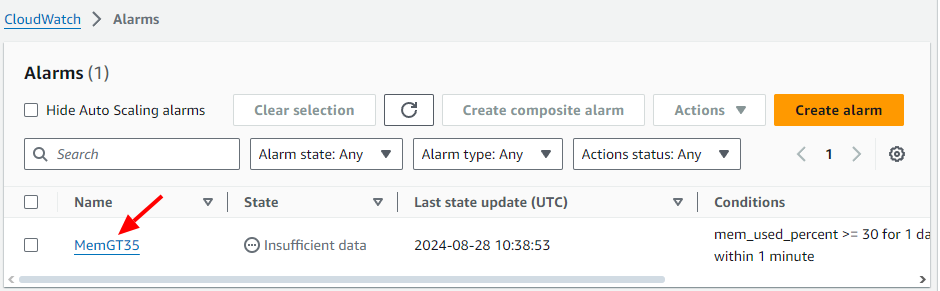 CloudWatch > Alarms
Alarms (1)
Hide Auto Scaling alarms Clear selection Create composite alarm Actions Create alarm
Search Alarm state: Any Alarm type: Any Actions status: Any 1
Name State Last state update (UTC) Conditions
MemGT35 Insufficient data 2024-08-28 10:38:53 mem_used_percent >= 30 for 1 da
within 1 minute